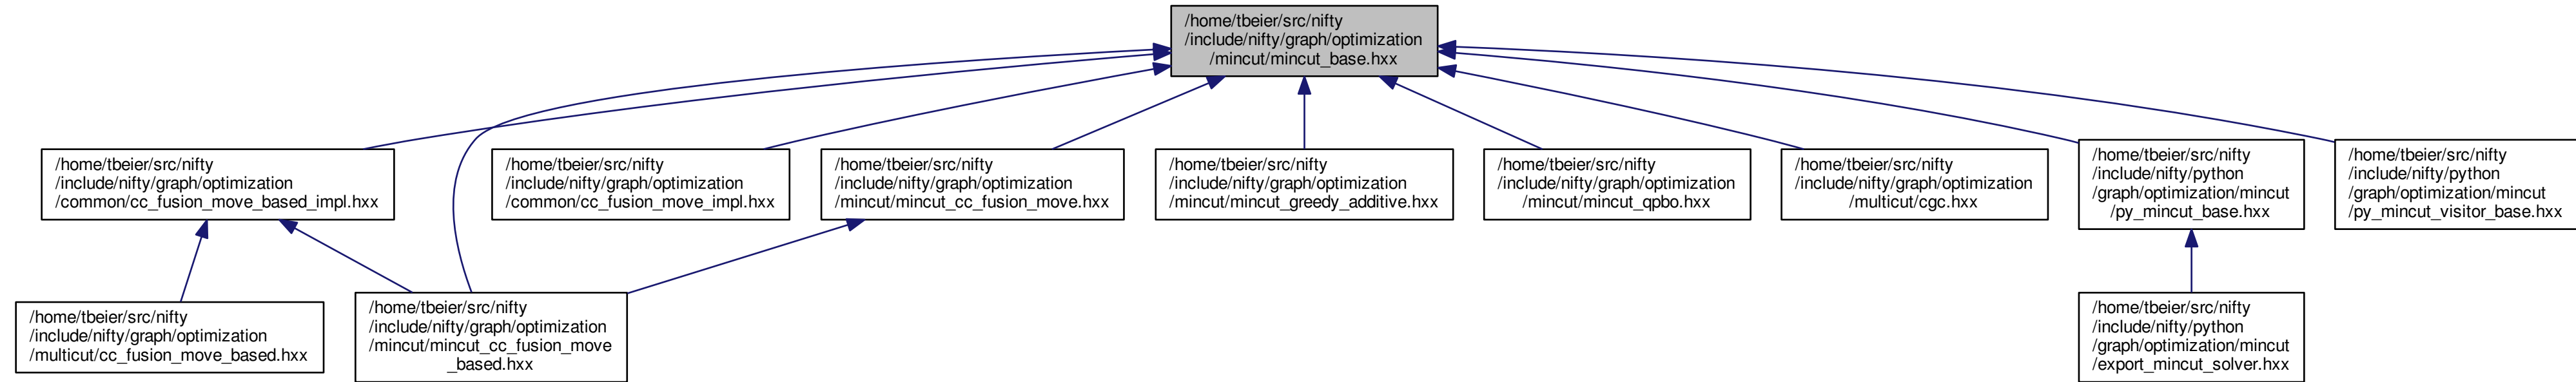 /home/tbeier/src/nifty
/include/nifty/graph/optimization
/mincut/mincut_base.hxx
/home/tbeier/src/nifty
/include/nifty/graph/optimization
/common/cc_fusion_move_based_impl.hxx
/home/tbeier/src/nifty
/include/nifty/graph/optimization
/common/cc_fusion_move_impl.hxx
/home/tbeier/src/nifty
/include/nifty/graph/optimization
/mincut/mincut_cc_fusion_move.hxx
/home/tbeier/src/nifty
/include/nifty/graph/optimization
/mincut/mincut_greedy_additive.hxx
/home/tbeier/src/nifty
/include/nifty/graph/optimization
/mincut/mincut_qpbo.hxx
/home/tbeier/src/nifty
/include/nifty/graph/optimization
/multicut/cgc.hxx
/home/tbeier/src/nifty
/include/nifty/python
/graph/optimization/mincut
/py_mincut_base.hxx
/home/tbeier/src/nifty
/include/nifty/python
/graph/optimization/mincut
/py_mincut_visitor_base.hxx
/home/tbeier/src/nifty
/include/nifty/graph/optimization
/multicut/cc_fusion_move_based.hxx
/home/tbeier/src/nifty
/include/nifty/graph/optimization
/mincut/mincut_cc_fusion_move
_based.hxx
/home/tbeier/src/nifty
/include/nifty/python
/graph/optimization/mincut
/export_mincut_solver.hxx